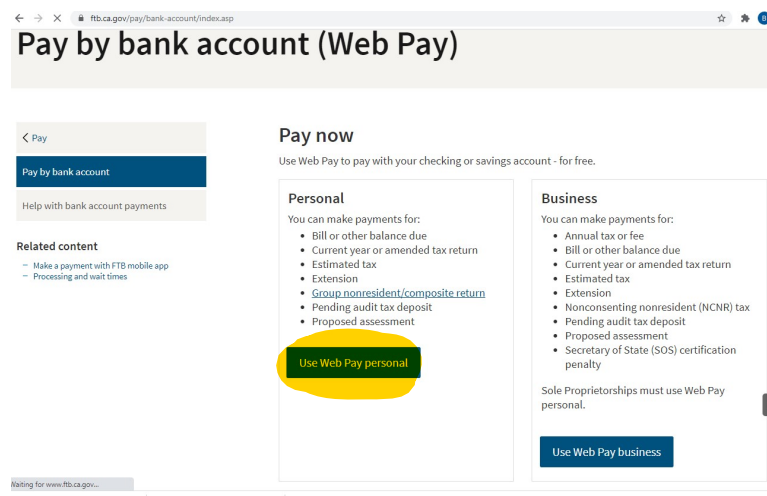 ftb.ca.gov/pay/bank-account/index.asp
B
Pay by bank account (Web Pay)
Pay
Pay by bank account
Help with bank account payments
Related content
– Make a payment with FTB mobile app
– Processing and wait times
Pay now
Use Web Pay to pay with your checking or savings account - for free.
Personal
You can make payments for:
• Bill or other balance due
• Current year or amended tax return
• Estimated tax
• Extension
• Group nonresident/composite return
• Pending audit tax deposit
• Proposed assessment
Use Web Pay personal
Business
You can make payments for:
• Annual tax or fee
• Bill or other balance due
• Current year or amended tax return
• Estimated tax
• Extension
• Nonconsenting nonresident (NCNR) tax
• Pending audit tax deposit
• Proposed assessment
• Secretary of State (SOS) certification
penalty
Sole Proprietorships must use Web Pay
personal.
Use Web Pay business
Waiting for www.ftb.ca.gov...